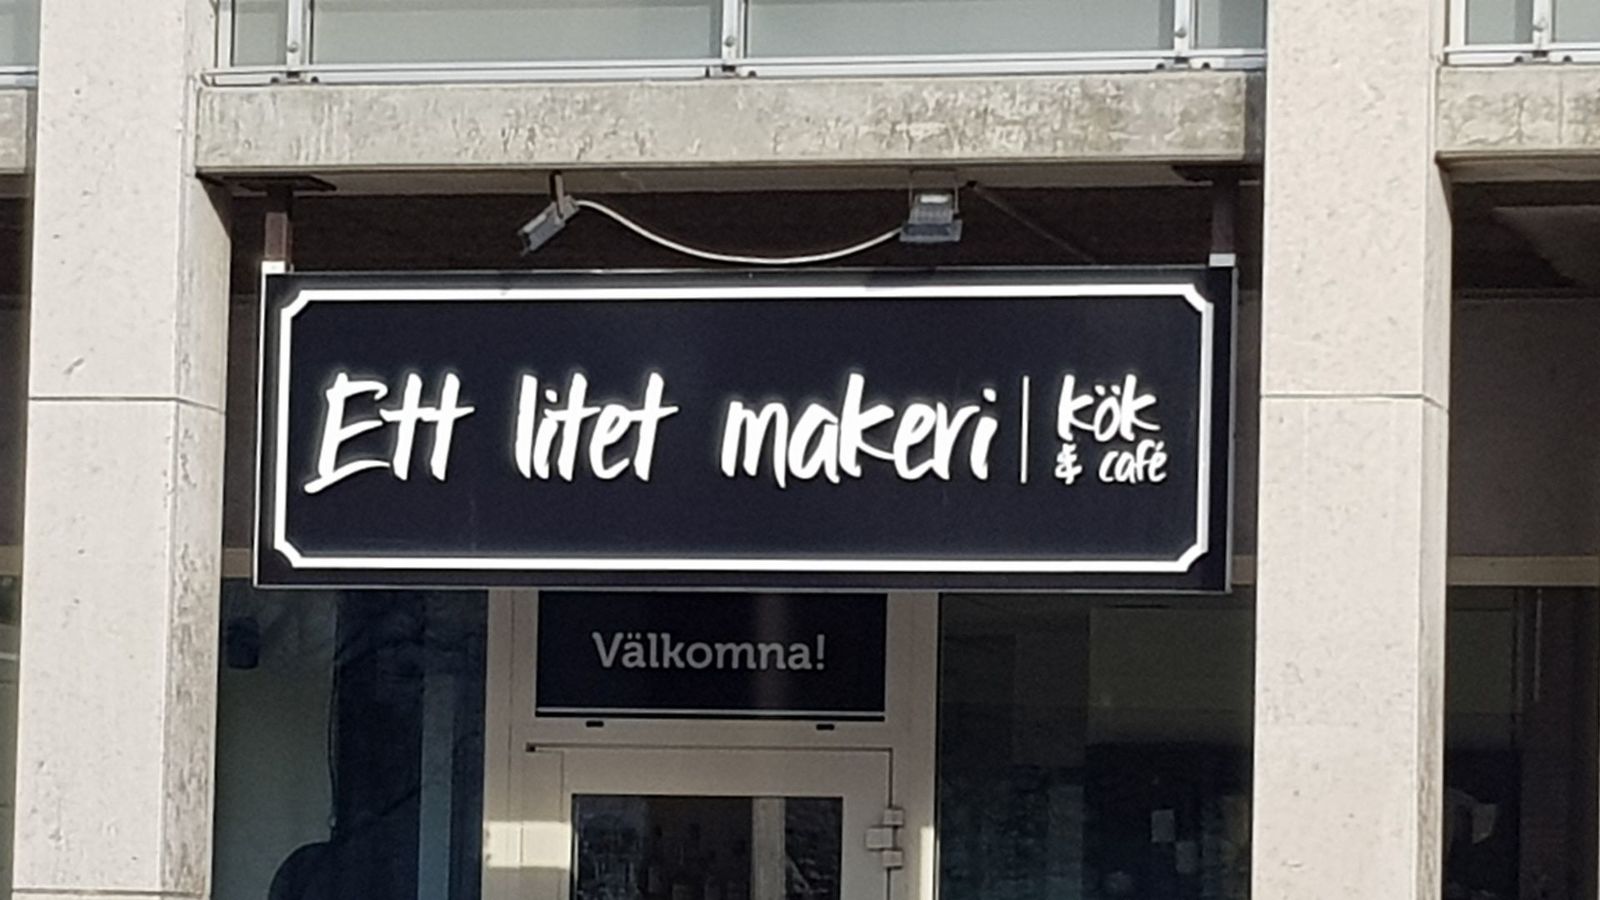 Ett litet makeri
kök
& café
Välkomna!